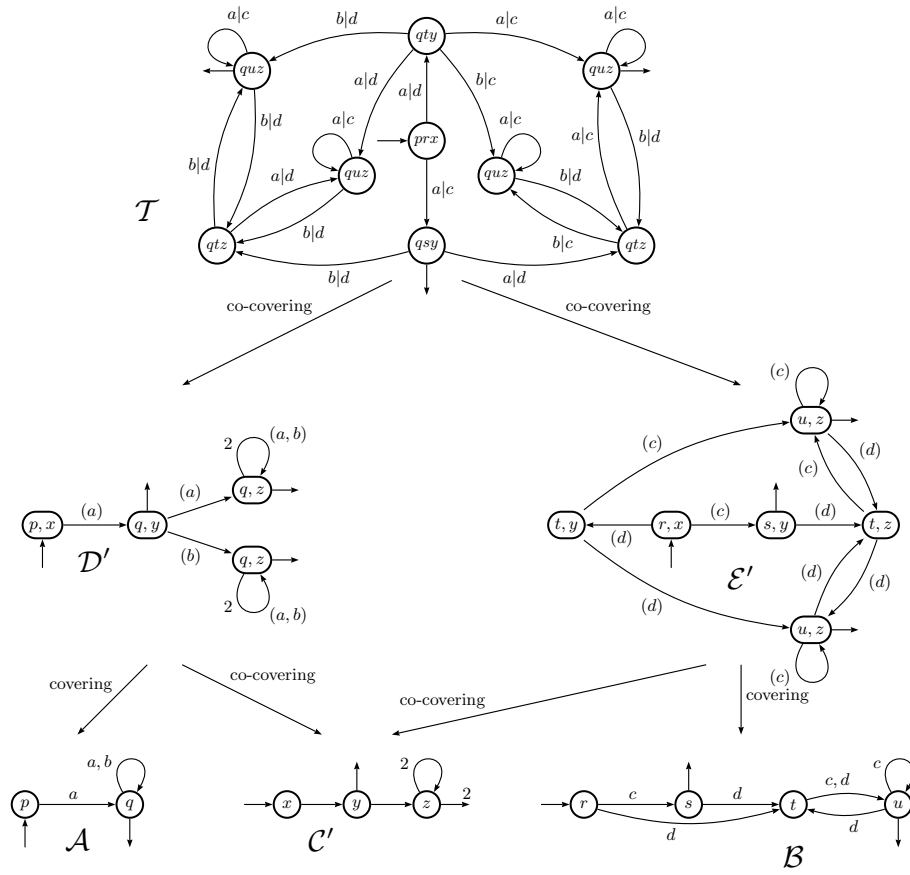 a|c b|d qty a|c a|c
quz quz
a|d a|d b|c
b|d a|c prx a|c a|c b|d
b|d a|d quz quz b|d
a|c
T b|d b|c
qtz qsy qtz
b|d a|d
co-covering co-covering
(c)
u, z
2 (a, b) (c) (d)
(a) q, z (c)
(a) (c) (d)
p, x q, y t, y r, x s, y t, z
(b) (d)
D′ q, z E′ (d)
(d) (d)
2 (a, b)
u, z
covering co-covering (c)
co-covering covering
a, b 2 c
c, d
p a q x y z 2 r c s d t u
d d
A C′ B